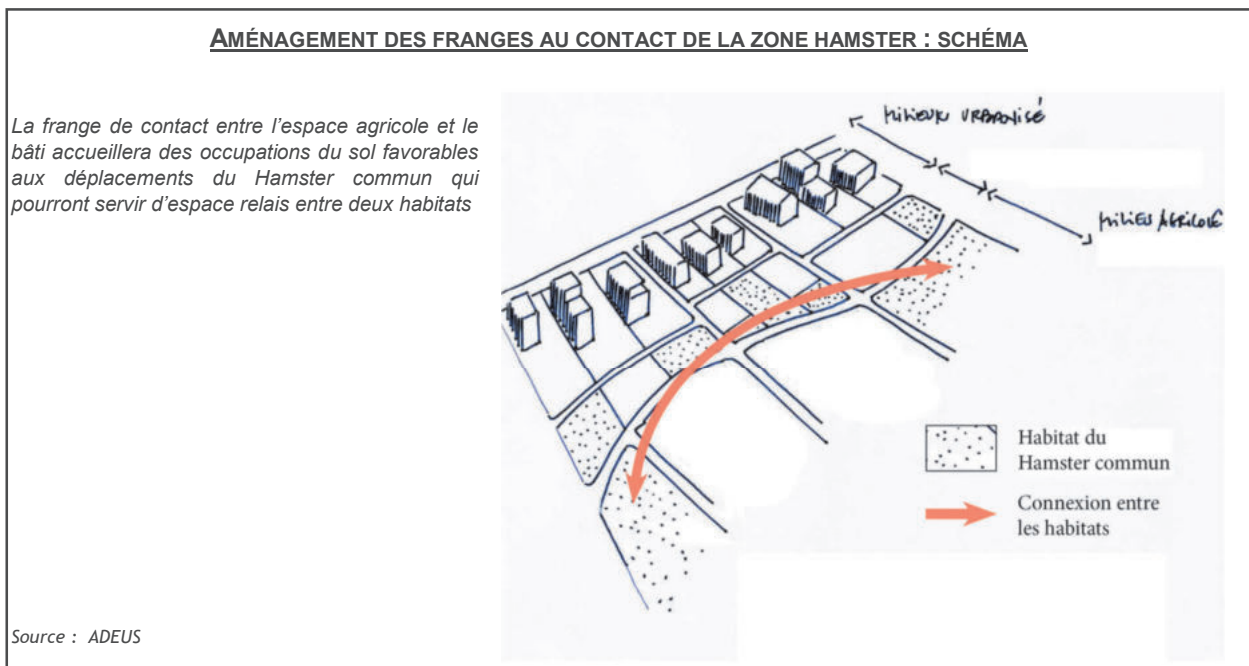 AMÉNAGEMENT DES FRANGES AU CONTACT DE LA ZONE HAMSTER : SCHÉMA
La frange de contact entre l'espace agricole et le
bâti accueillera des occupations du sol favorables
aux déplacements du Hamster commun qui
pourront servir d'espace relais entre deux habitats
MILIEU URBANISÉ
MILIEU AGRICOLE
Habitat du
Hamster commun
Connexion entre
les habitats
Source : ADEUS